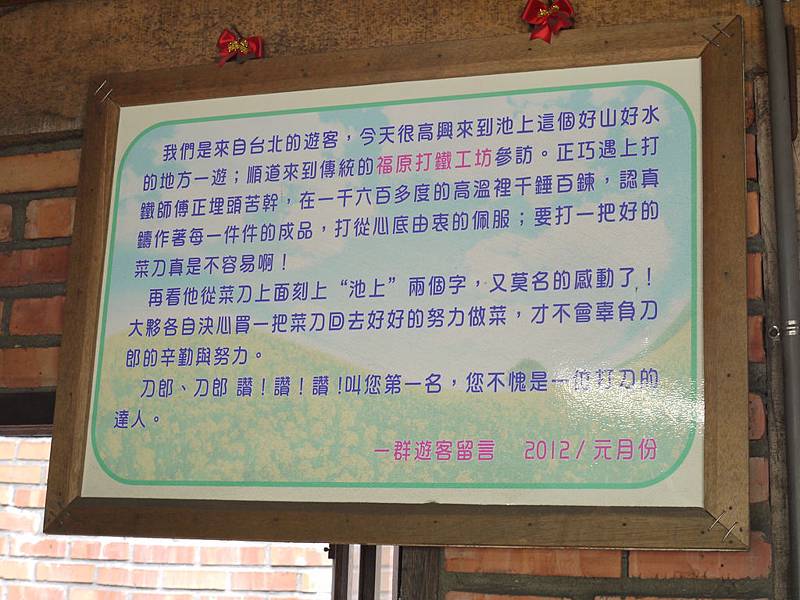 我們是來自台北的遊客，今天很高興來到池上這個好山好水
的地方一遊；順道來到傳統的福原打鐵工坊參訪。正巧遇上打
鐵師傅正埋頭苦幹，在一千六百多度的高溫裡千錘百鍊，認真
鑄作著每一件件的成品，打從心底由衷的佩服；要打一把好的
菜刀真是不容易啊！
再看他從菜刀上面刻上“池上”兩個字，又莫名的感動了！
大夥各自決心買一把菜刀回去好好的努力做菜，才不會辜負刀
郎的辛勤與努力。
刀郎、刀郎 讚！讚！讚！叫您第一名，您不愧是一位打刀的
達人。
一群遊客留言 2012/元月份